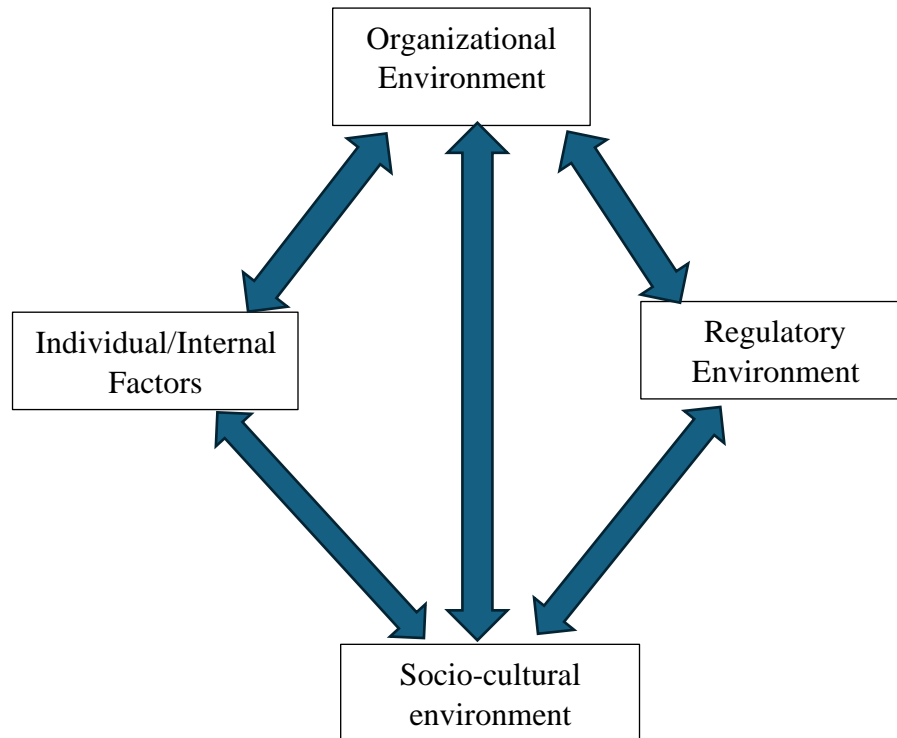 Organizational
Environment
Individual/Internal
Factors
Regulatory
Environment
Socio-cultural
environment